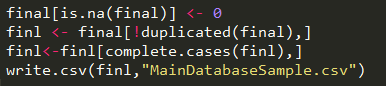 final[is.na(final)] <- 0
finl <- final[!duplicated(final),]
finl<-finl[complete.cases(finl),]
write.csv(finl,"MainDatabaseSample.csv")